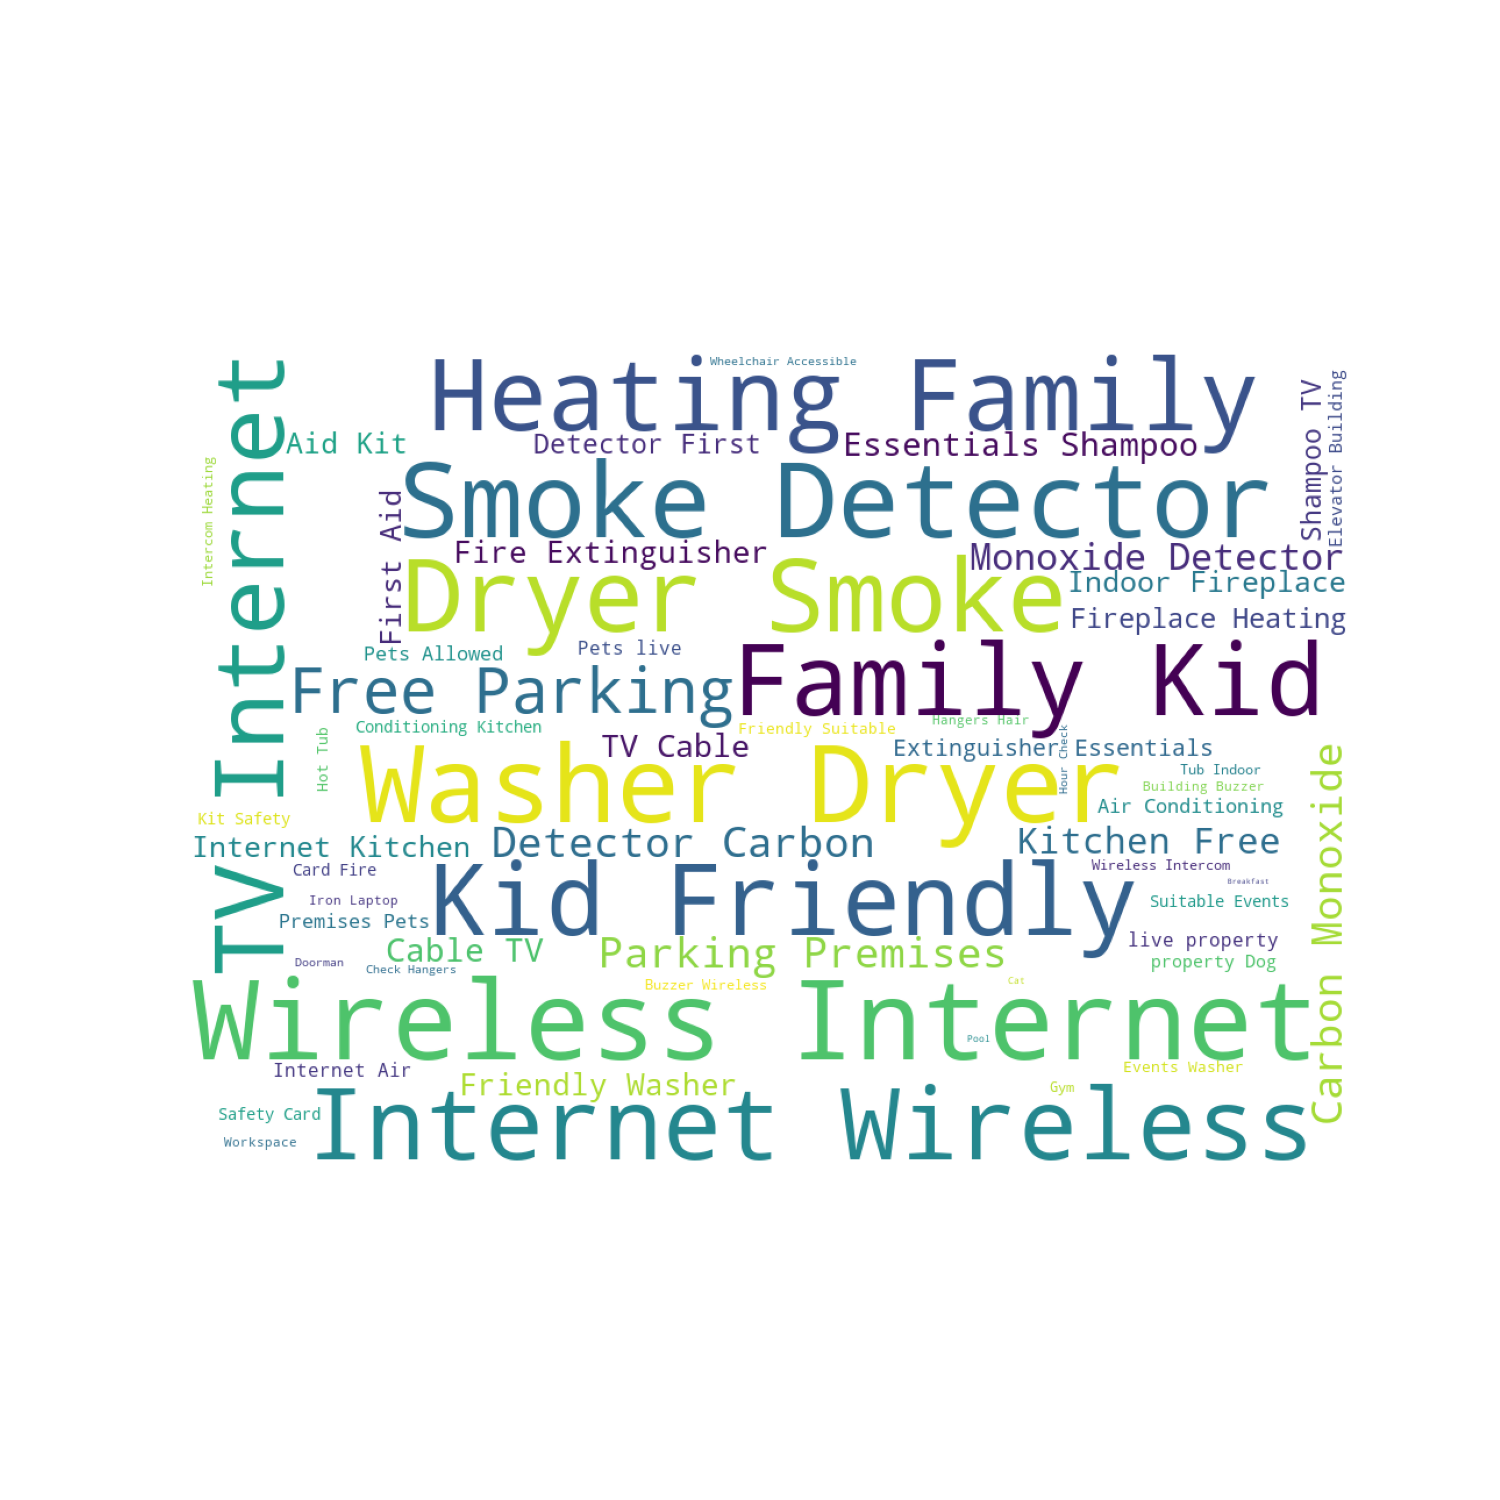 Wheelchair Accessible
Heating Family
TV Internet
Aid Kit
Detector First
Essentials Shampoo
Shampoo TV
Elevator Building
Intercom Heating
Smoke Detector
First Aid
Fire Extinguisher
Monoxide Detector
Dryer Smoke
Indoor Fireplace
Fireplace Heating
Pets Allowed
Pets live
Free Parking
Family Kid
Conditioning Kitchen
Friendly Suitable
Hangers Hair
Hot Tub
TV Cable
Extinguisher Essentials
Hour Check
Washer Dryer
Tub Indoor
Building Buzzer
Air Conditioning
Carbon Monoxide
Kit Safety
Internet Kitchen
Detector Carbon
Kitchen Free
Card Fire
Wireless Intercom
Breakfast
Kid Friendly
Iron Laptop
Suitable Events
Premises Pets
Cable TV
Parking Premises
live property
Doorman
Check Hangers
property Dog
Buzzer Wireless
Cat
Wireless Internet
Pool
Internet Air
Events Washer
Friendly Washer
Gym
Safety Card
Internet Wireless
Workspace